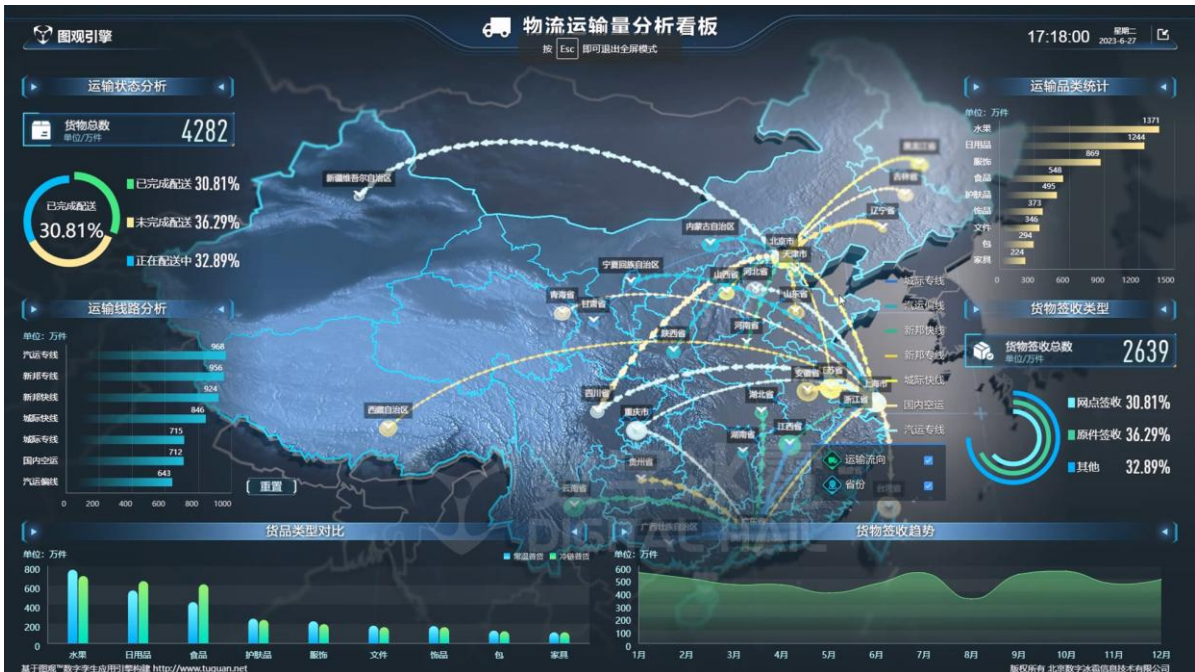 图观引擎
物流运输量分析看板
按 Esc 即可退出全屏模式
17:18:00
星期二
2023-6-27
运输状态分析
货物总数
单位/万件
4282
已完成配送
30.81%
已完成配送 30.81%
未完成配送 36.29%
正在配送中 32.89%
运输线路分析
单位：万件
汽运专线 968
新邦专线 956
新邦快线 924
城际快线 846
城际专线 715
国内空运 712
汽运偏线 643
0 200 400 600 800 1000
重置
新疆维吾尔自治区
黑龙江省
吉林省
辽宁省
内蒙古自治区
北京市
天津市
宁夏回族自治区
山西省
河北省
青海省
甘肃省
山东省
陕西省
河南省
安徽省
江苏省
上海市
四川省
西藏自治区
重庆市
湖北省
浙江省
湖南省
江西省
贵州省
云南省
广西壮族自治区
台湾省
城际专线
汽运偏线
新邦快线
新邦专线
城际快线
国内空运
汽运专线
运输流向
省份
运输品类统计
单位：万件
水果 1371
日用品 1244
服饰 869
食品 548
护肤品 495
饰品 373
文件 346
包 294
家具 224
0 300 600 900 1200 1500
货物签收类型
货物签收总数
单位/万件
2639
网点签收 30.81%
原件签收 36.29%
其他 32.89%
货品类型对比
单位：万件
常温普货 冷链普货
800
600
400
200
0
水果 日用品 食品 护肤品 服饰 文件 饰品 包 家具
货物签收趋势
单位：万件
600
500
400
300
200
100
0
1月 2月 3月 4月 5月 6月 7月 8月 9月 10月 11月 12月
基于图观™数字孪生应用引擎构建 http://www.tuguan.net
版权所有 北京数字冰雹信息技术有限公司